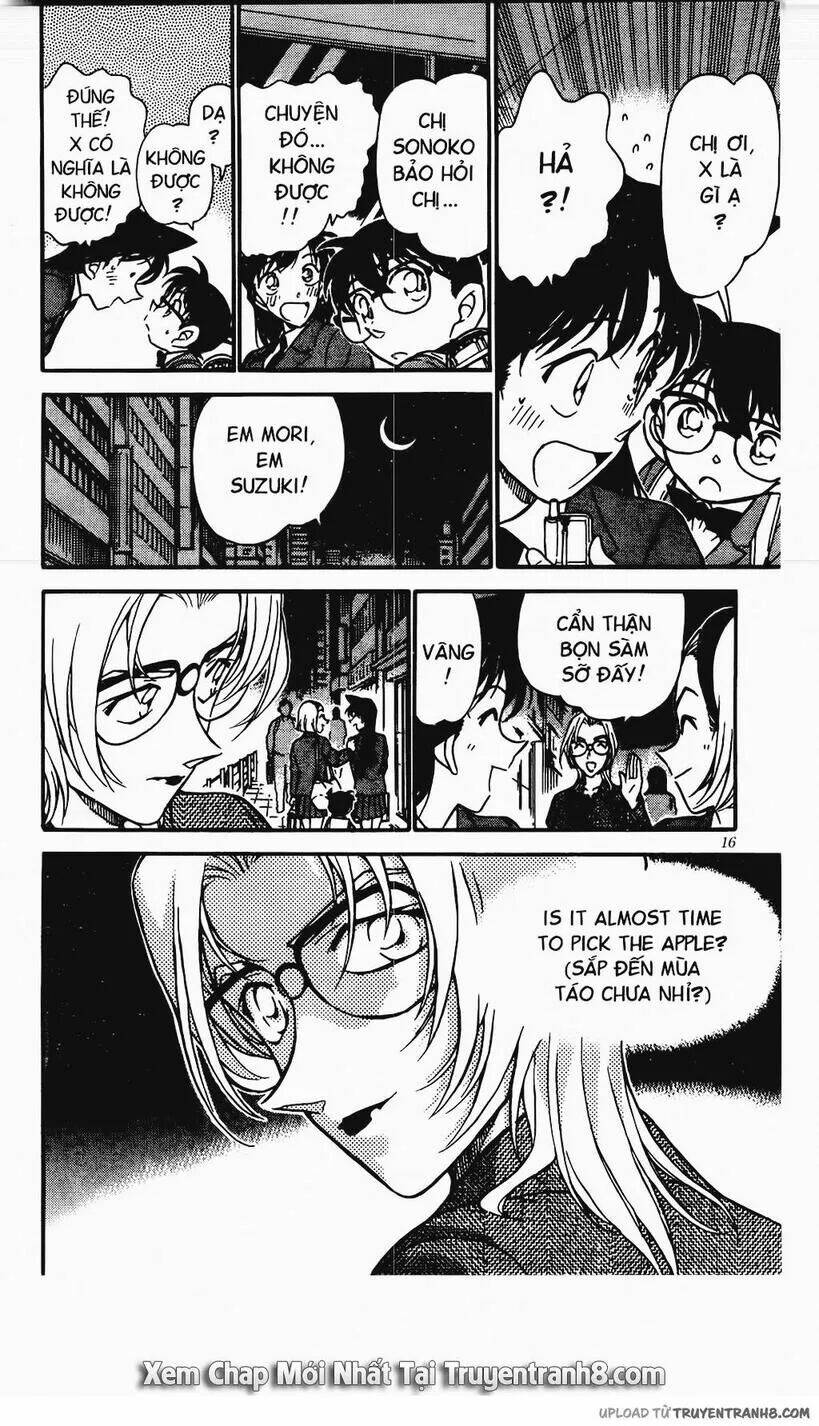 CHỊ ƠI,
X LÀ
GÌ Ạ
?
HẢ
?!
CHỊ
SONOKO
BẢO HỎI
CHỊ...
CHUYỆN
ĐÓ...
KHÔNG
ĐƯỢC
!!
DẠ
?
KHÔNG
ĐƯỢC
?
ĐÚNG
THẾ!
X CÓ
NGHĨA LÀ
KHÔNG
ĐƯỢC!
EM MORI,
EM
SUZUKI!
CẨN THẬN
BỌN SÀM
SỠ ĐẤY!
VÂNG
!
16
IS IT ALMOST TIME
TO PICK THE APPLE?
(SẮP ĐẾN MÙA
TÁO CHƯA NHỈ?)
Xem Chap Mới Nhất Tại Truyentranh8.com
UPLOAD TỪ TRUYENTRANH8.COM